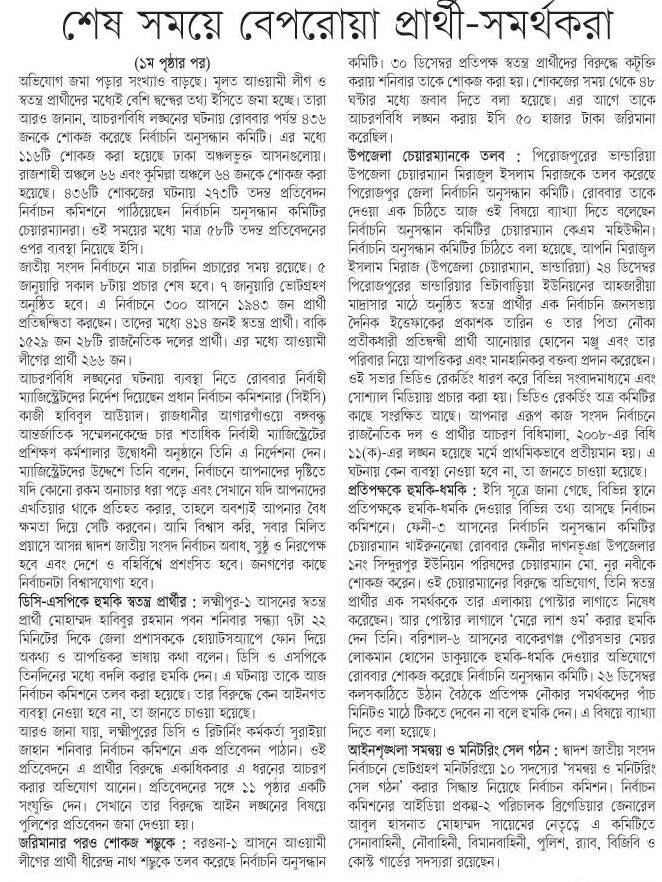 শেষ সময়ে বেপরোয়া প্রার্থী-সমর্থকরা
(১ম পৃষ্ঠার পর)
অভিযোগ জমা পড়ার সংখ্যাও বাড়ছে। মূলত আওয়ামী লীগ ও
স্বতন্ত্র প্রার্থীদের মধ্যেই বেশি দ্বন্দ্বের তথ্য ইসিতে জমা হচ্ছে। তারা
আরও জানান, আচরণবিধি লঙ্ঘনের ঘটনায় রোববার পর্যন্ত ৪৩৬
জনকে শোকজ করেছে নির্বাচনি অনুসন্ধান কমিটি। এর মধ্যে
১১৬টি শোকজ করা হয়েছে ঢাকা অঞ্চলভুক্ত আসনগুলোয়।
রাজশাহী অঞ্চলে ৬৬ এবং কুমিল্লা অঞ্চলে ৬৪ জনকে শোকজ করা
হয়েছে। ৪৩৬টি শোকজের ঘটনায় ২৭৩টি তদন্ত প্রতিবেদন
নির্বাচন কমিশনে পাঠিয়েছেন নির্বাচনি অনুসন্ধান কমিটির
চেয়ারম্যানরা। ওই সময়ের মধ্যে মাত্র ৫৮টি তদন্ত প্রতিবেদনের
ওপর ব্যবস্থা নিয়েছে ইসি।
জাতীয় সংসদ নির্বাচনে মাত্র চারদিন প্রচারের সময় রয়েছে। ৫
জানুয়ারি সকাল ৮টায় প্রচার শেষ হবে। ৭ জানুয়ারি ভোটগ্রহণ
অনুষ্ঠিত হবে। এ নির্বাচনে ৩০০ আসনে ১৯৪৩ জন প্রার্থী
প্রতিদ্বন্দ্বিতা করছেন। তাদের মধ্যে ৪১৪ জনই স্বতন্ত্র প্রার্থী। বাকি
১৫২৯ জন ২৮টি রাজনৈতিক দলের প্রার্থী। এর মধ্যে আওয়ামী
লীগের প্রার্থী ২৬৬ জন।
আচরণবিধি লঙ্ঘনের ঘটনায় ব্যবস্থা নিতে রোববার নির্বাহী
ম্যাজিস্ট্রেটদের নির্দেশ দিয়েছেন প্রধান নির্বাচন কমিশনার (সিইসি)
কাজী হাবিবুল আউয়াল। রাজধানীর আগারগাঁওয়ে বঙ্গবন্ধু
আন্তর্জাতিক সম্মেলনকেন্দ্রে চার শতাধিক নির্বাহী ম্যাজিস্ট্রেটের
প্রশিক্ষণ কর্মশালার উদ্বোধনী অনুষ্ঠানে তিনি এ নির্দেশনা দেন।
ম্যাজিস্ট্রেটদের উদ্দেশে তিনি বলেন, নির্বাচনে আপনাদের দৃষ্টিতে
যদি কোনো রকম অনাচার ধরা পড়ে এবং সেখানে যদি আপনাদের
এখতিয়ার থাকে প্রতিহত করার, তাহলে অবশ্যই আপনার বৈধ
ক্ষমতা দিয়ে সেটি করবেন। আমি বিশ্বাস করি, সবার মিলিত
প্রয়াসে আসন্ন দ্বাদশ জাতীয় সংসদ নির্বাচন অবাধ, সুষ্ঠু ও নিরপেক্ষ
হবে এবং দেশে ও বহির্বিশ্বে প্রশংসিত হবে। জনগণের কাছে
নির্বাচনটা বিশ্বাসযোগ্য হবে।
ডিসি-এসপিকে হুমকি স্বতন্ত্র প্রার্থীর : লক্ষ্মীপুর-১ আসনের স্বতন্ত্র
প্রার্থী মোহাম্মদ হাবিবুর রহমান পবন শনিবার সন্ধ্যা ৭টা ২২
মিনিটের দিকে জেলা প্রশাসককে হোয়াটসঅ্যাপে ফোন দিয়ে
অকথ্য ও আপত্তিকর ভাষায় কথা বলেন। ডিসি ও এসপিকে
তিনদিনের মধ্যে বদলি করার হুমকি দেন। এ ঘটনায় তাকে আজ
নির্বাচন কমিশনে তলব করা হয়েছে। তার বিরুদ্ধে কেন আইনগত
ব্যবস্থা নেওয়া হবে না, তা জানতে চাওয়া হয়েছে।
আরও জানা যায়, লক্ষ্মীপুরের ডিসি ও রিটার্নিং কর্মকর্তা সুরাইয়া
জাহান শনিবার নির্বাচন কমিশনে এক প্রতিবেদন পাঠান। ওই
প্রতিবেদনে এ প্রার্থীর বিরুদ্ধে একাধিকবার এ ধরনের আচরণ
করার অভিযোগ আনেন। প্রতিবেদনের সঙ্গে ১১ পৃষ্ঠার একটি
সংযুক্তি দেন। সেখানে তার বিরুদ্ধে আইন লঙ্ঘনের বিষয়ে
পুলিশের প্রতিবেদন জমা দেওয়া হয়।
জরিমানার পরও শোকজ শম্ভুকে : বরগুনা-১ আসনে আওয়ামী
লীগের প্রার্থী ধীরেন্দ্র নাথ শম্ভুকে তলব করেছে নির্বাচনি অনুসন্ধান
কমিটি। ৩০ ডিসেম্বর প্রতিপক্ষ স্বতন্ত্র প্রার্থীদের বিরুদ্ধে কটূক্তি
করায় শনিবার তাকে শোকজ করা হয়। শোকজের সময় থেকে ৪৮
ঘণ্টার মধ্যে জবাব দিতে বলা হয়েছে। এর আগে তাকে
আচরণবিধি লঙ্ঘন করায় ইসি ৫০ হাজার টাকা জরিমানা
করেছিল।
উপজেলা চেয়ারম্যানকে তলব : পিরোজপুরের ভান্ডারিয়া
উপজেলা চেয়ারম্যান মিরাজুল ইসলাম মিরাজকে তলব করেছে
পিরোজপুর জেলা নির্বাচনি অনুসন্ধান কমিটি। রোববার তাকে
দেওয়া এক চিঠিতে আজ ওই বিষয়ে ব্যাখ্যা দিতে বলেছেন
নির্বাচনি অনুসন্ধান কমিটির চেয়ারম্যান কেএম মহিউদ্দীন।
নির্বাচনি অনুসন্ধান কমিটির চিঠিতে বলা হয়েছে, আপনি মিরাজুল
ইসলাম মিরাজ (উপজেলা চেয়ারম্যান, ভান্ডারিয়া) ২৪ ডিসেম্বর
পিরোজপুরের ভান্ডারিয়ার ভিটাবাড়িয়া ইউনিয়নের আহজারীয়া
মাদ্রাসার মাঠে অনুষ্ঠিত স্বতন্ত্র প্রার্থীর এক নির্বাচনি জনসভায়
দৈনিক ইত্তেফাকের প্রকাশক তারিন ও তার পিতা নৌকা
প্রতীকধারী প্রতিদ্বন্দ্বী প্রার্থী আনোয়ার হোসেন মঞ্জু এবং তার
পরিবার নিয়ে আপত্তিকর এবং মানহানিকর বক্তব্য প্রদান করেছেন।
ওই সভার ভিডিও রেকর্ডিং ধারণ করে বিভিন্ন সংবাদমাধ্যমে এবং
সোশ্যাল মিডিয়ায় প্রচার করা হয়। ভিডিও রেকর্ডিং অত্র কমিটির
কাছে সংরক্ষিত আছে। আপনার এরূপ কাজ সংসদ নির্বাচনে
রাজনৈতিক দল ও প্রার্থীর আচরণ বিধিমালা, ২০০৮-এর বিধি
১১(ক)-এর লঙ্ঘন হয়েছে মর্মে প্রাথমিকভাবে প্রতীয়মান হয়। এ
ঘটনায় কেন ব্যবস্থা নেওয়া হবে না, তা জানতে চাওয়া হয়েছে।
প্রতিপক্ষকে হুমকি-ধমকি : ইসি সূত্রে জানা গেছে, বিভিন্ন স্থানে
প্রতিপক্ষকে হুমকি-ধমকি দেওয়ার বিভিন্ন তথ্য আসছে নির্বাচন
কমিশনে। ফেনী-৩ আসনের নির্বাচনি অনুসন্ধান কমিটির
চেয়ারম্যান খাইরুননেছা রোববার ফেনীর দাগনভূঞা উপজেলার
১নং সিন্দুরপুর ইউনিয়ন পরিষদের চেয়ারম্যান মো. নুর নবীকে
শোকজ করেন। ওই চেয়ারম্যানের বিরুদ্ধে অভিযোগ, তিনি স্বতন্ত্র
প্রার্থীর এক সমর্থককে তার এলাকায় পোস্টার লাগাতে নিষেধ
করেছেন। আর পোস্টার লাগালে ‘মেরে লাশ গুম’ করার হুমকি
দেন তিনি। বরিশাল-৬ আসনের বাকেরগঞ্জ পৌরসভার মেয়র
লোকমান হোসেন ডাকুয়াকে হুমকি-ধমকি দেওয়ার অভিযোগে
রোববার শোকজ করেছে নির্বাচনি অনুসন্ধান কমিটি। ২৬ ডিসেম্বর
কলসকাঠিতে উঠান বৈঠকে প্রতিপক্ষ নৌকার সমর্থকদের পাঁচ
মিনিটও মাঠে টিকতে দেবেন না বলে হুমকি দেন। এ বিষয়ে ব্যাখ্যা
দিতে বলা হয়েছে।
আইনশৃঙ্খলা সমন্বয় ও মনিটরিং সেল গঠন : দ্বাদশ জাতীয় সংসদ
নির্বাচনে ভোটগ্রহণ মনিটরিংয়ে ১০ সদস্যের ‘সমন্বয় ও মনিটরিং
সেল গঠন’ করার সিদ্ধান্ত নিয়েছে নির্বাচন কমিশন। নির্বাচন
কমিশনের আইডিয়া প্রকল্প-২ পরিচালক ব্রিগেডিয়ার জেনারেল
আবুল হাসনাত মোহাম্মদ সায়েমের নেতৃত্বে এ কমিটিতে
সেনাবাহিনী, নৌবাহিনী, বিমানবাহিনী, পুলিশ, র‌্যাব, বিজিবি ও
কোস্ট গার্ডের সদস্যরা রয়েছেন।